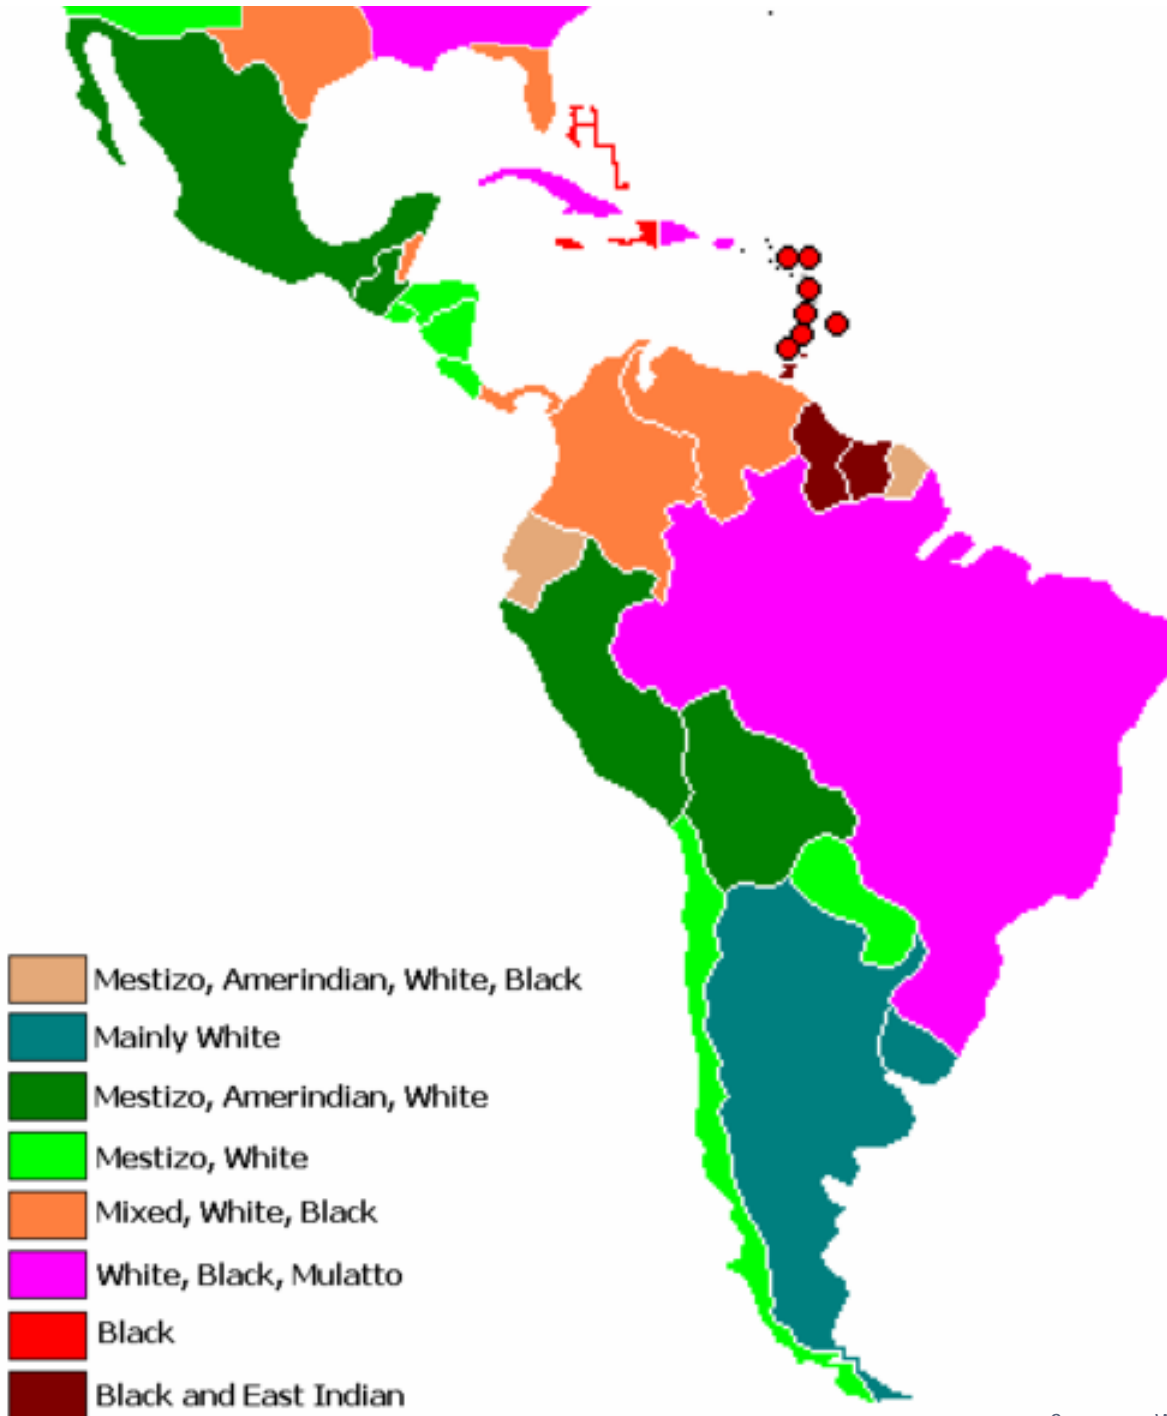 Mestizo, Amerindian, White, Black
Mainly White
Mestizo, Amerindian, White
Mestizo, White
Mixed, White, Black
White, Black, Mulatto
Black
Black and East Indian